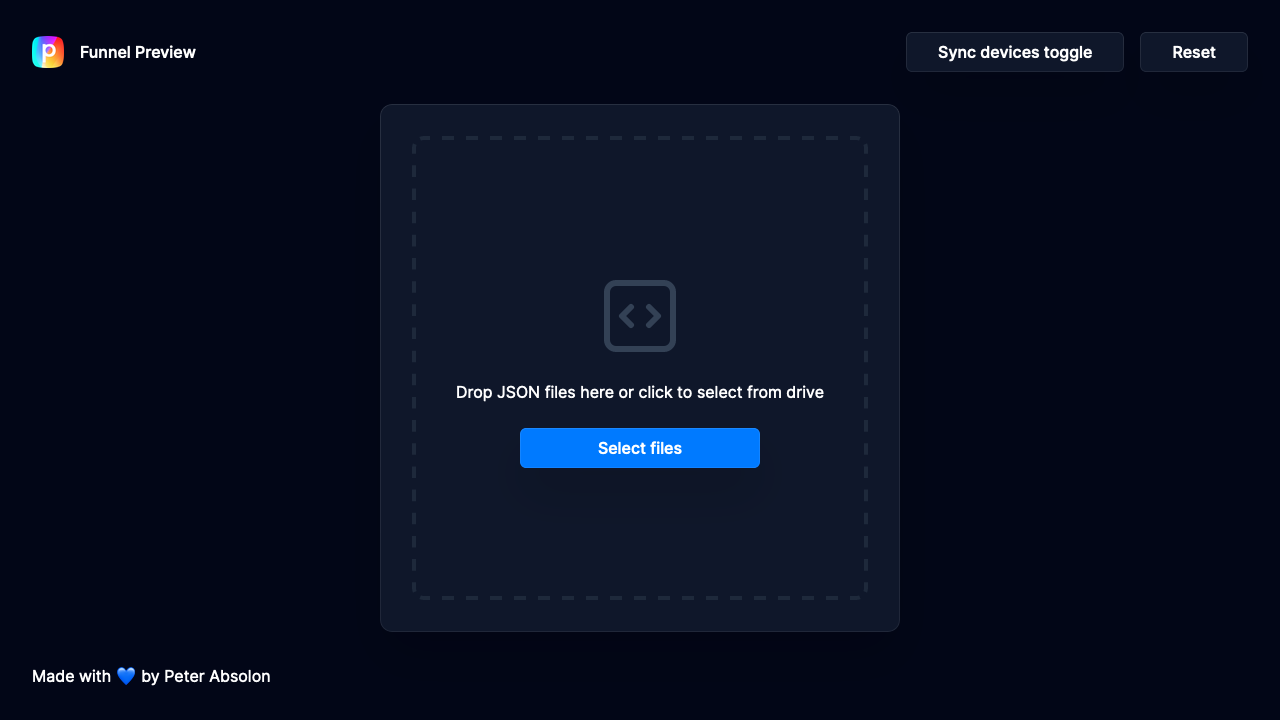 p
Funnel Preview
Sync devices toggle
Reset
Drop JSON files here or click to select from drive
Select files
Made with 💙 by Peter Absolon